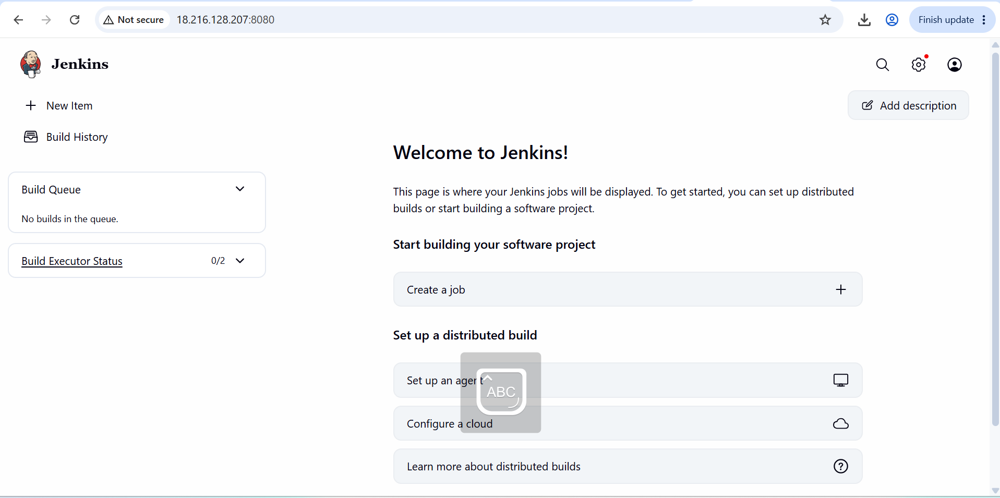 Not secure
18.216.128.207:8080
Finish update
Jenkins
New Item
Add description
Build History
Welcome to Jenkins!
Build Queue
This page is where your Jenkins jobs will be displayed. To get started, you can set up distributed
builds or start building a software project.
No builds in the queue.
Start building your software project
Build Executor Status
0/2
Create a job
Set up a distributed build
Set up an agent
ABC
Configure a cloud
Learn more about distributed builds